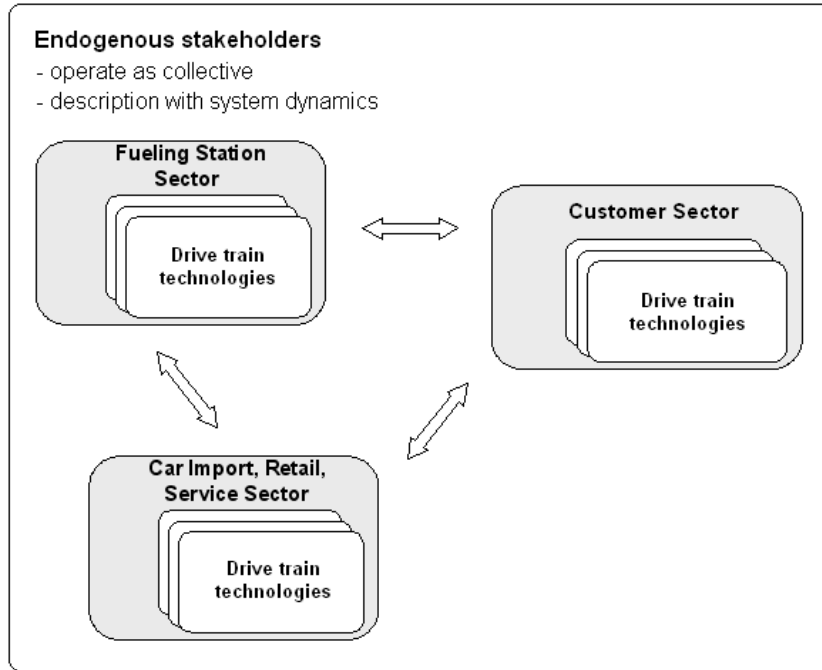 Endogenous stakeholders
- operate as collective
- description with system dynamics
Fueling Station
Sector
Drive train
technologies
Customer Sector
Drive train
technologies
Car Import, Retail,
Service Sector
Drive train
technologies